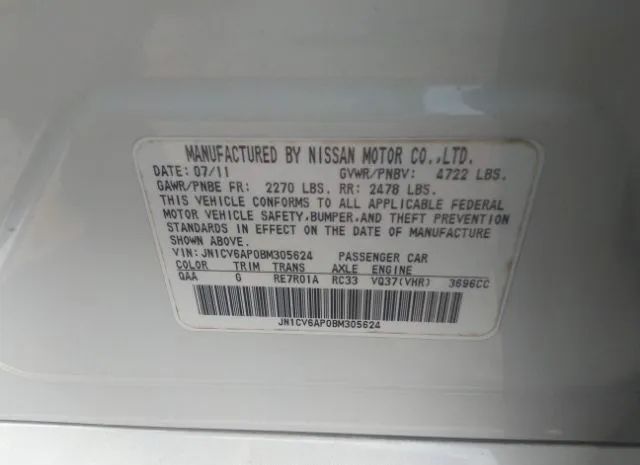 MANUFACTURED BY NISSAN MOTOR CO.,LTD.
DATE: 07/11 GVWR/PNBV: 4722 LBS.
GAWR/PNBE FR: 2270 LBS. RR: 2478 LBS.
THIS VEHICLE CONFORMS TO ALL APPLICABLE FEDERAL
MOTOR VEHICLE SAFETY,BUMPER,AND THEFT PREVENTION
STANDARDS IN EFFECT ON THE DATE OF MANUFACTURE
SHOWN ABOVE.
VIN: JN1CV6AP0BM305624 PASSENGER CAR
COLOR TRIM TRANS AXLE ENGINE
QAA G RE7R01A RC33 VQ37(VHR) 3696CC
JN1CV6AP0BM305624